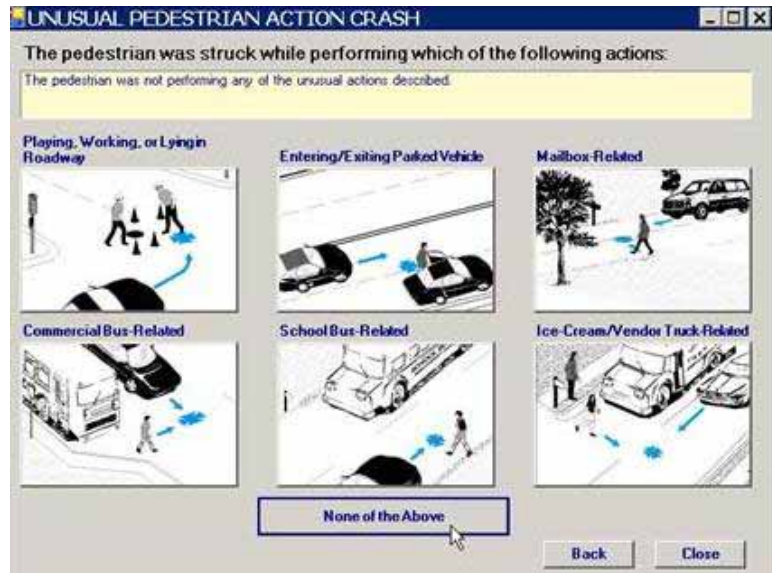 UNUSUAL PEDESTRIAN ACTION CRASH
The pedestrian was struck while performing which of the following actions:
The pedestrian was not performing any of the unusual actions described.
Playing, Working, or Lying in
Roadway
Entering/Exiting Parked Vehicle
Mailbox-Related
Commercial Bus-Related
School Bus-Related
Ice-Cream/Vendor Truck-Related
None of the Above
Back
Close